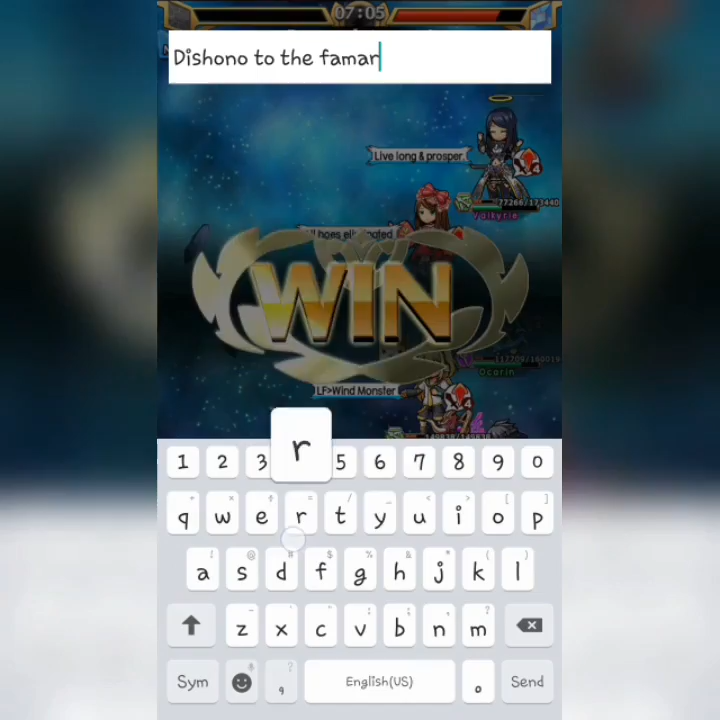 07:05
Dishono to the famar
Live long & prosper
77266/173440
Valkyrie
WIN
Ocarin
LF>Wind Monster
r
1 2 3 5 6 7 8 9 0
q w e r t y u i o p
a s d f g h j k l
z x c v b n m
Sym , English(US) . Send